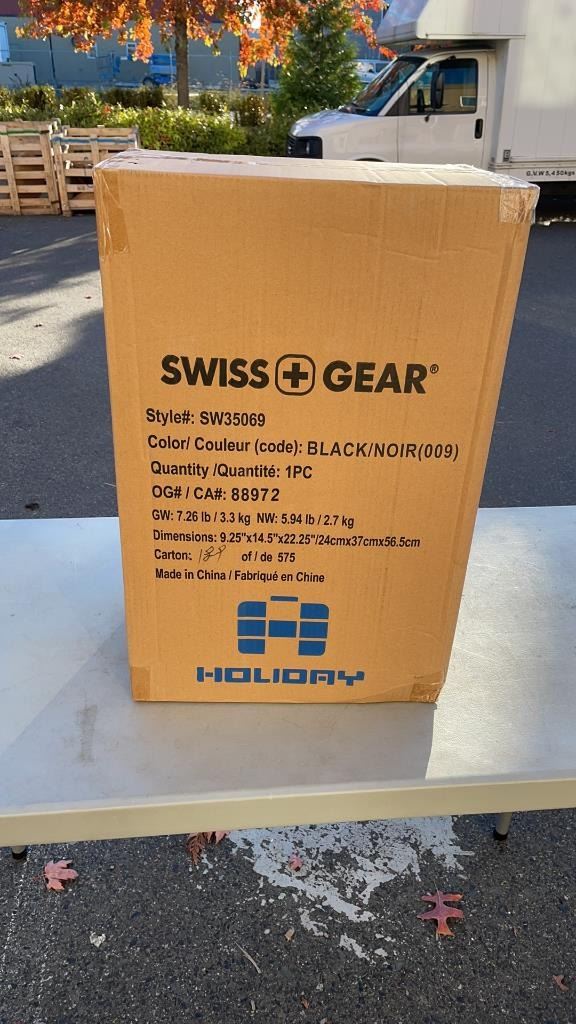 G.V.W 5,450kgs
SWISS GEAR®
Style#: SW35069
Color/ Couleur (code): BLACK/NOIR(009)
Quantity /Quantité: 1PC
OG# / CA#: 88972
GW: 7.26 lb / 3.3 kg NW: 5.94 lb / 2.7 kg
Dimensions: 9.25"x14.5"x22.25"/24cmx37cmx56.5cm
Carton: of / de 575
Made in China / Fabriqué en Chine
HOLIDAY